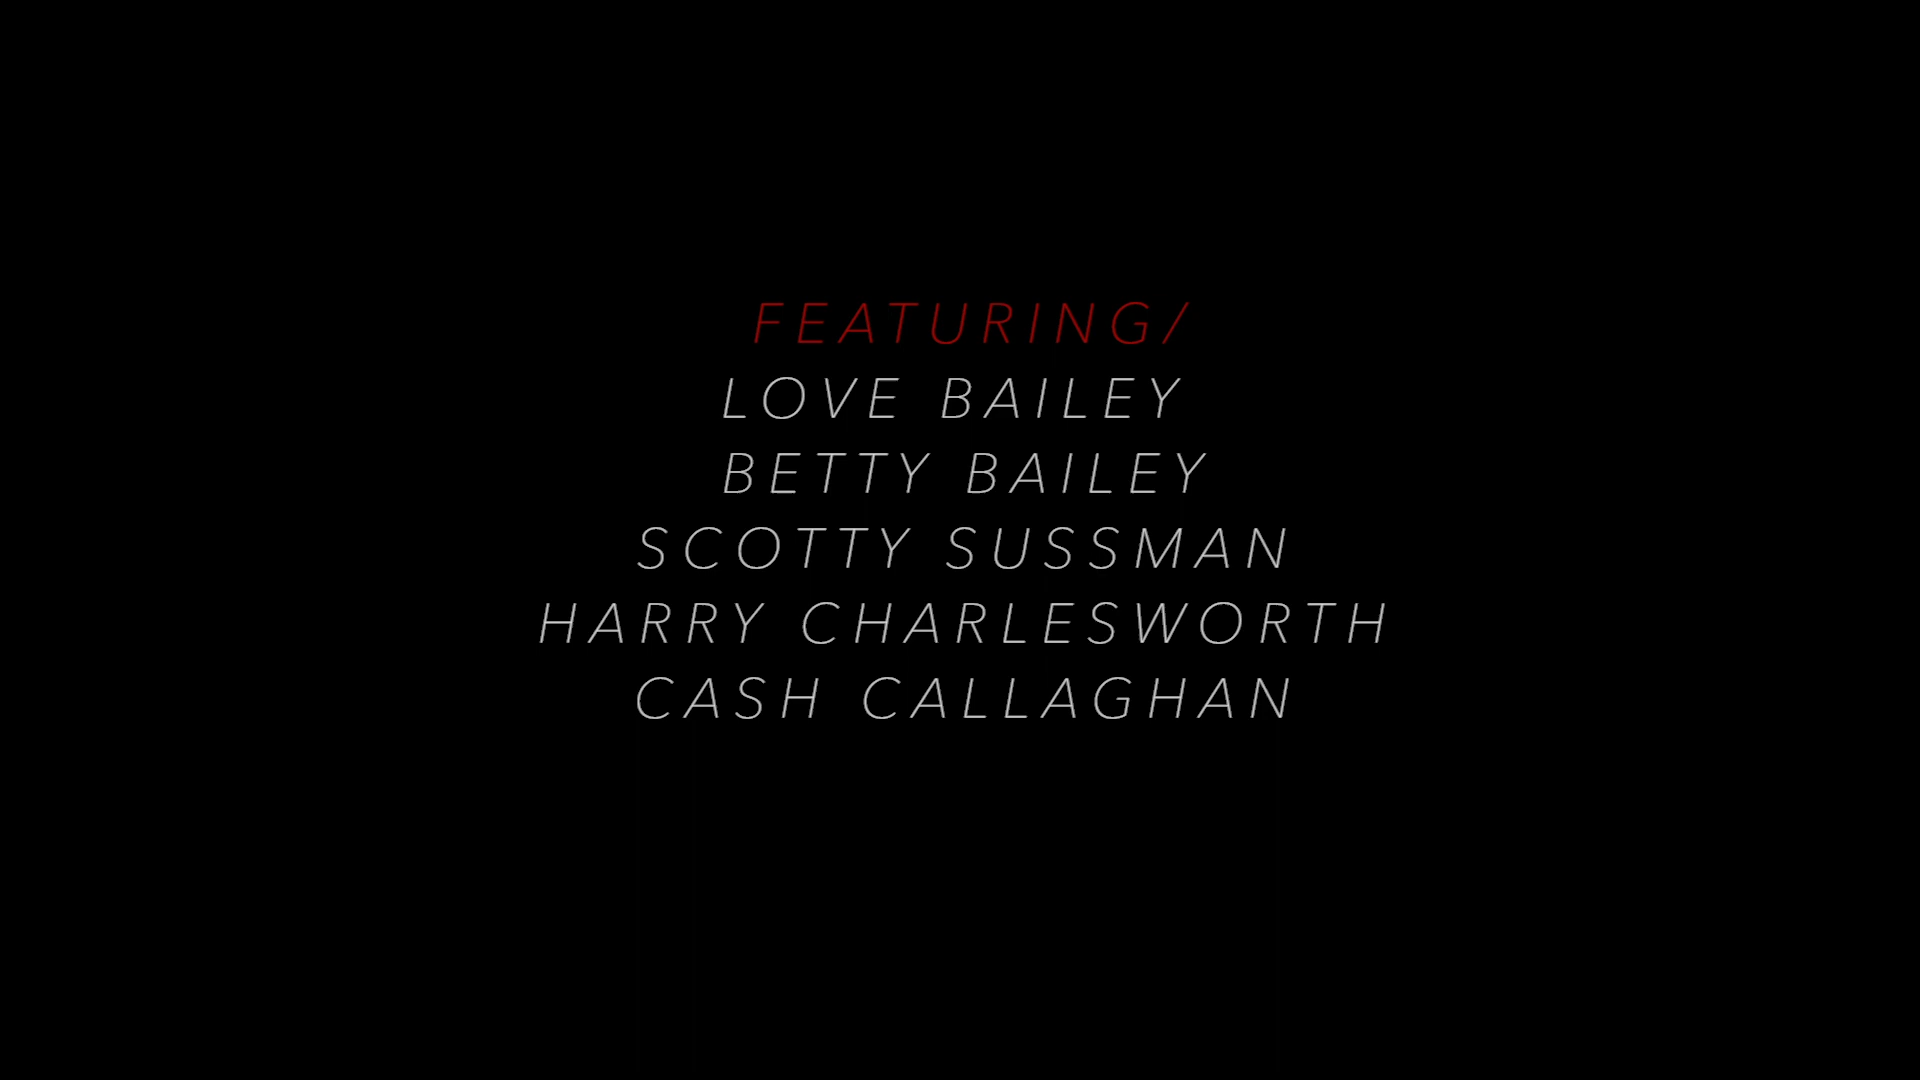 FEATURING/
LOVE BAILEY
BETTY BAILEY
SCOTTY SUSSMAN
HARRY CHARLESWORTH
CASH CALLAGHAN